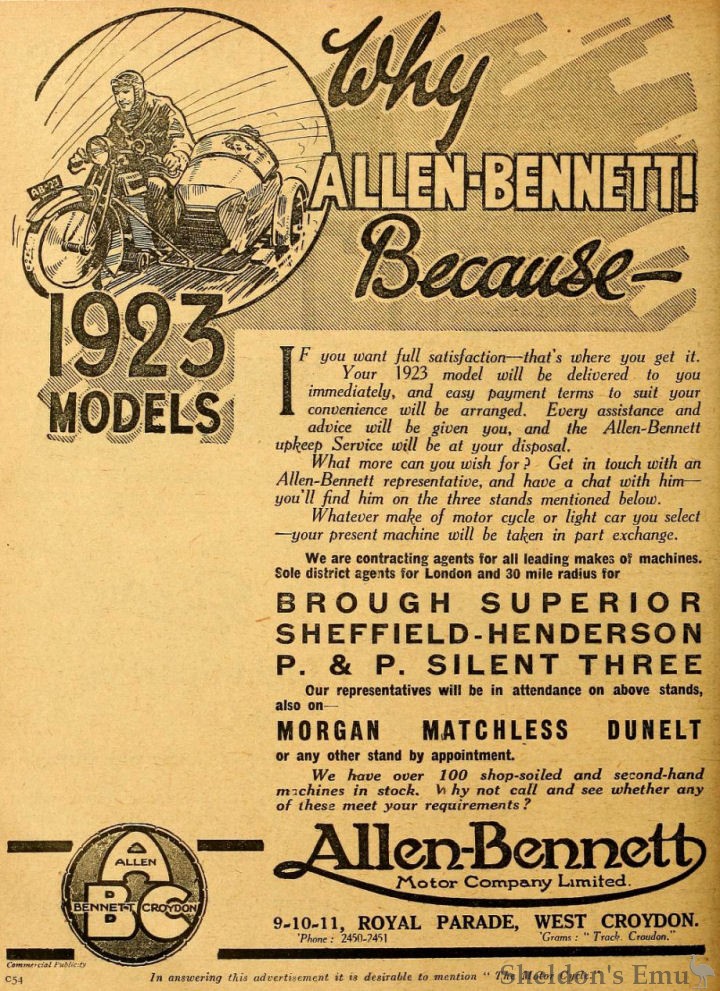 Why
ALLEN-BENNETT!
Because—
AB-23
1923
MODELS
IF you want full satisfaction—that's where you get it.
Your 1923 model will be delivered to you
immediately, and easy payment terms to suit your
convenience will be arranged. Every assistance and
advice will be given you, and the Allen-Bennett
upkeep Service will be at your disposal.
What more can you wish for? Get in touch with an
Allen-Bennett representative, and have a chat with him—
you'll find him on the three stands mentioned below.
Whatever make of motor cycle or light car you select
—your present machine will be taken in part exchange.
We are contracting agents for all leading makes of machines.
Sole district agents for London and 30 mile radius for
BROUGH SUPERIOR
SHEFFIELD-HENDERSON
P. & P. SILENT THREE
Our representatives will be in attendance on above stands,
also on—
MORGAN MATCHLESS DUNELT
or any other stand by appointment.
We have over 100 shop-soiled and second-hand
machines in stock. Why not call and see whether any
of these meet your requirements?
A
ALLEN
BENNETT CROYDON
B C
Allen-Bennett
Motor Company Limited.
9-10-11, ROYAL PARADE, WEST CROYDON.
'Phone: 2450-2451 'Grams: "Track, Croydon."
Commercial Publicity
C54
In answering this advertisement it is desirable to mention "The Motor Cycle."
Sheldon's Emu